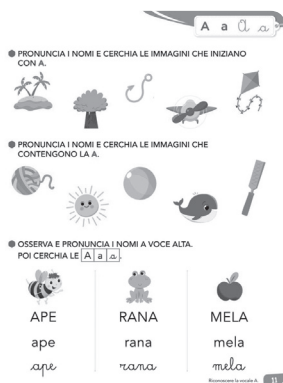 A a a a
PRONUNCIA I NOMI E CERCHIA LE IMMAGINI CHE INIZIANO
CON A.
PRONUNCIA I NOMI E CERCHIA LE IMMAGINI CHE
CONTENGONO LA A.
OSSERVA E PRONUNCIA I NOMI A VOCE ALTA.
POI CERCHIA LE A a a.
APE RANA MELA
ape rana mela
ape rana mela
Riconoscere la vocale A. 11